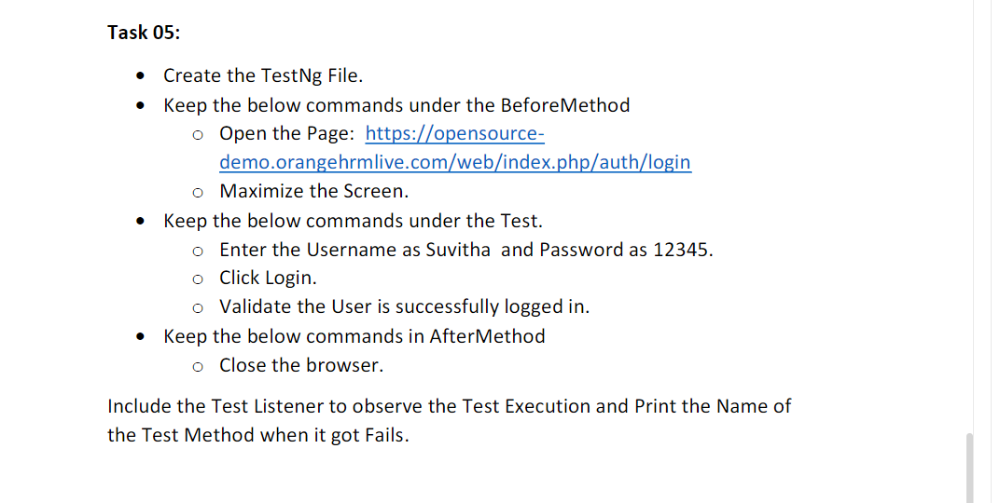 Task 05:
• Create the TestNg File.
• Keep the below commands under the BeforeMethod
o Open the Page: https://opensource-
demo.orangehrmlive.com/web/index.php/auth/login
o Maximize the Screen.
• Keep the below commands under the Test.
o Enter the Username as Suvitha and Password as 12345.
o Click Login.
o Validate the User is successfully logged in.
• Keep the below commands in AfterMethod
o Close the browser.
Include the Test Listener to observe the Test Execution and Print the Name of
the Test Method when it got Fails.